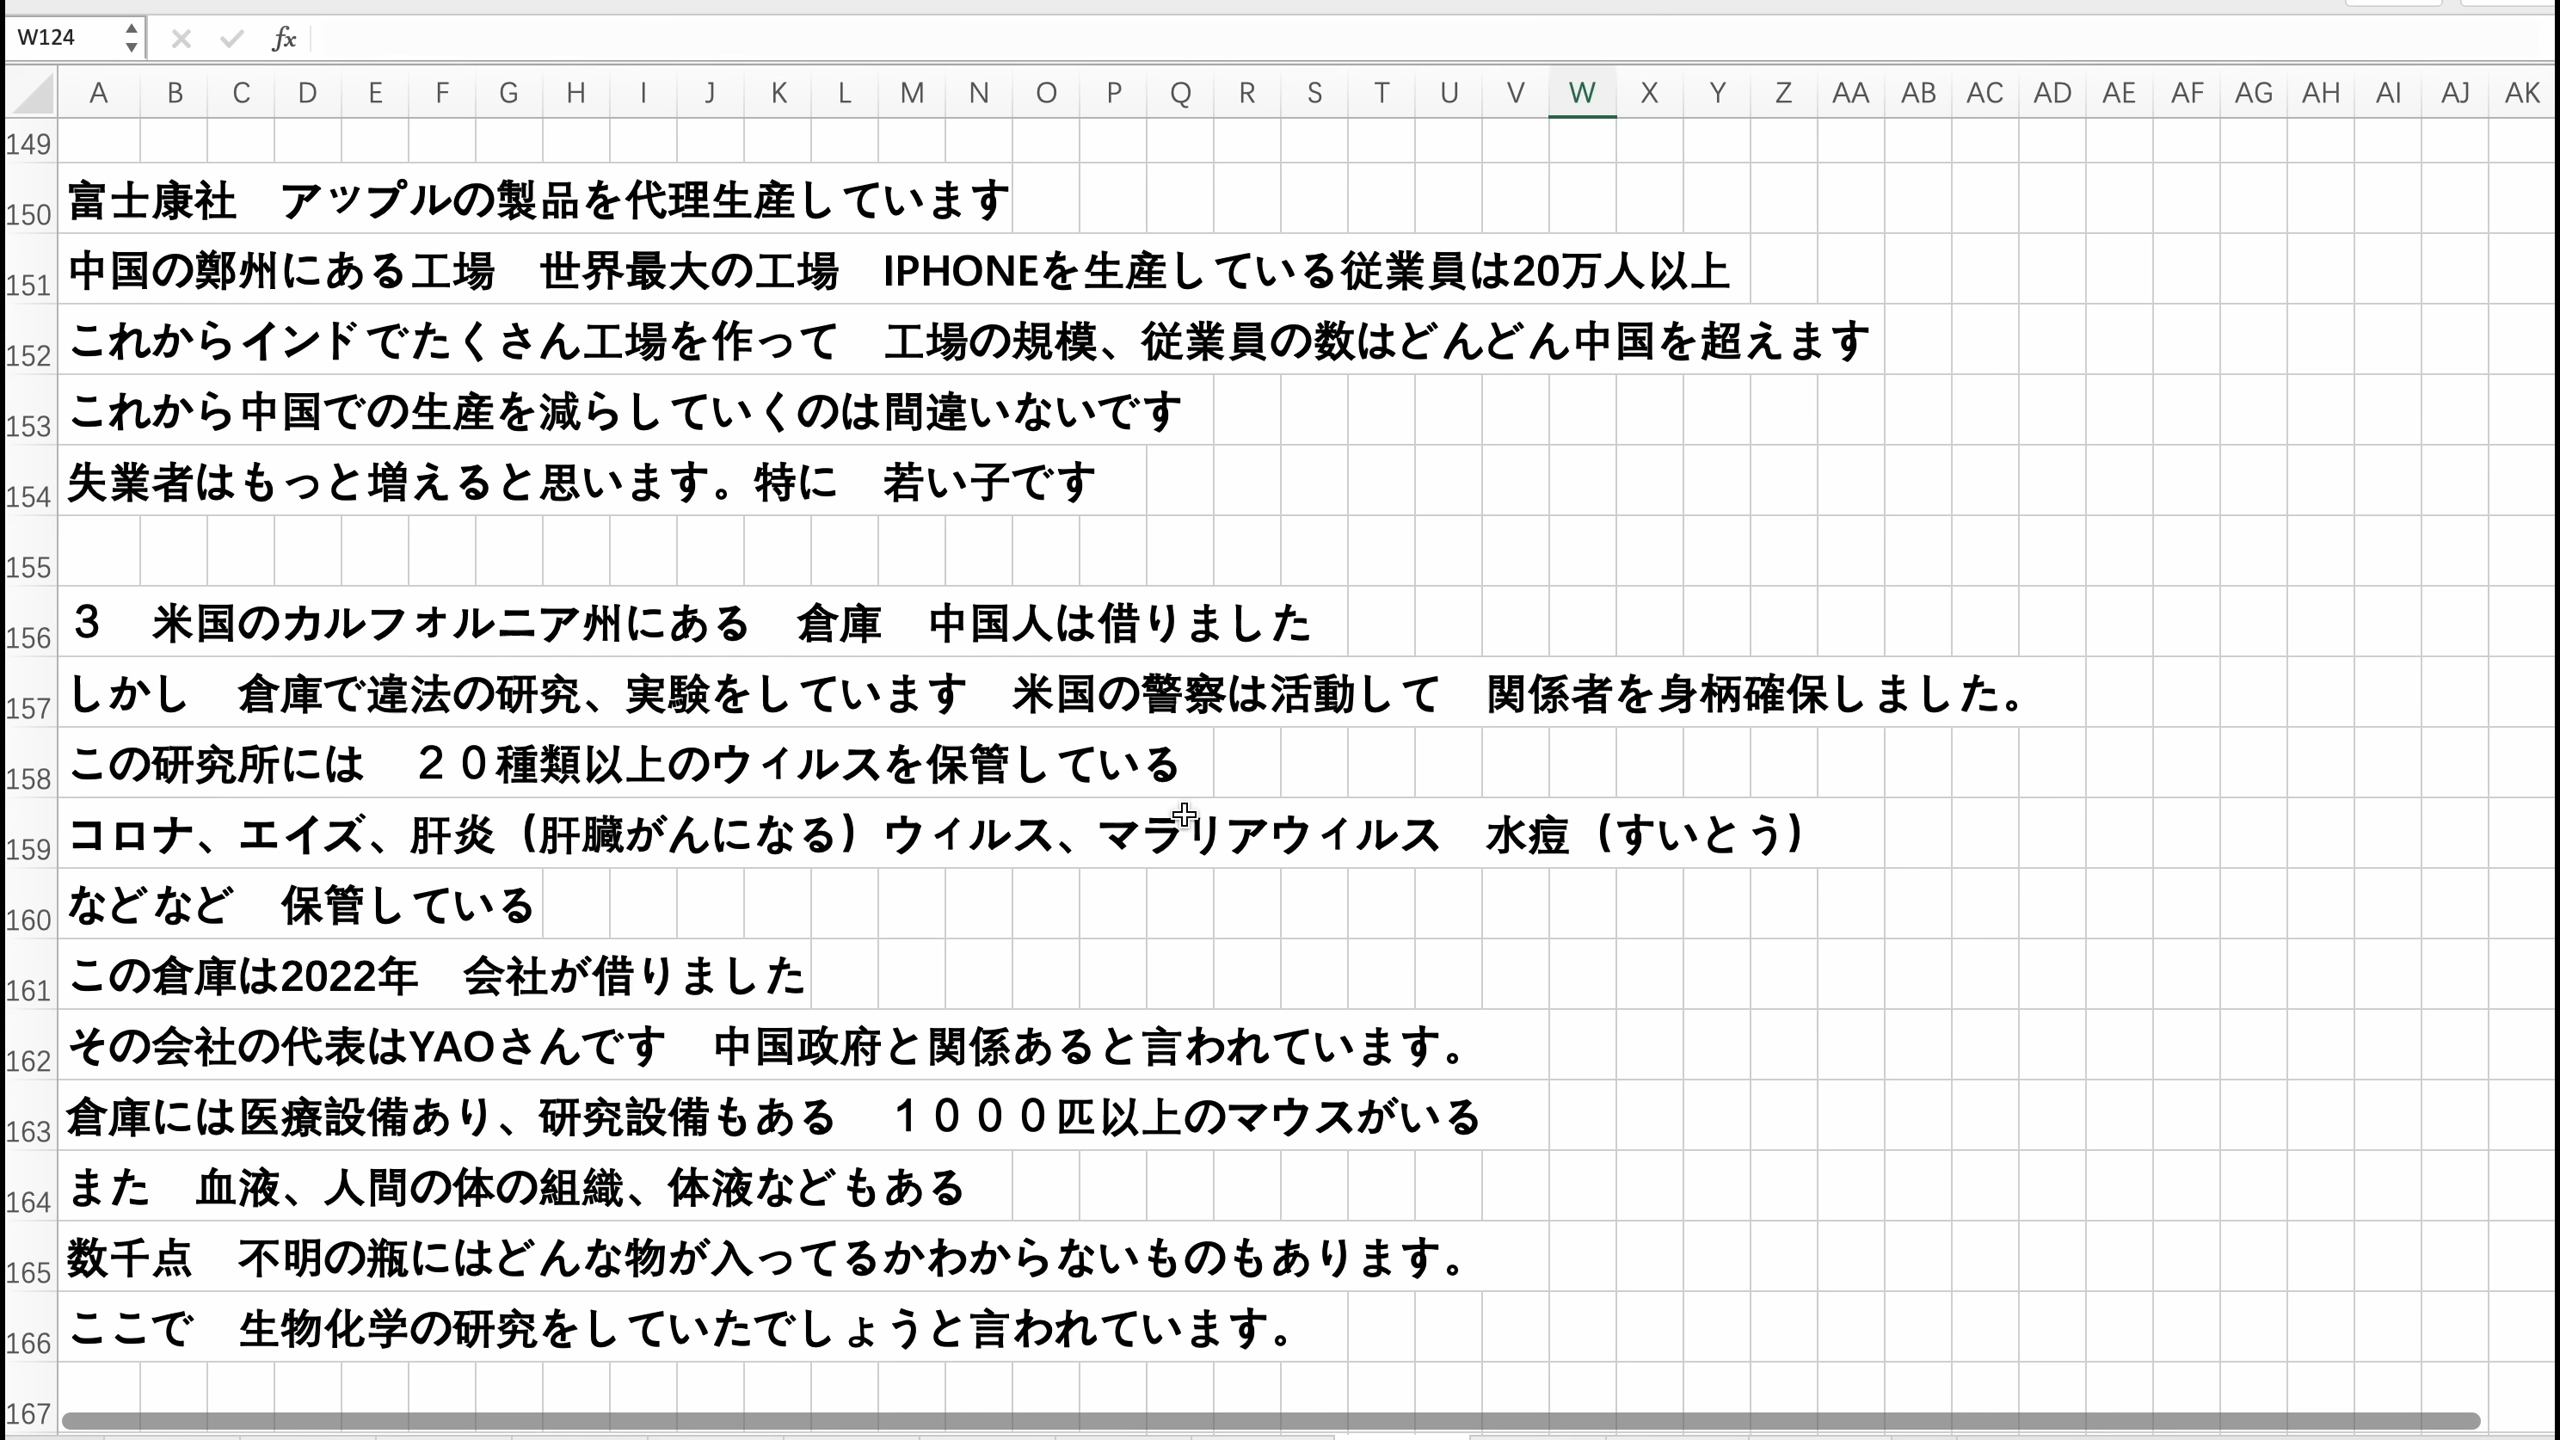 W124
fx
A B C D E F G H I J K L M N O P Q R S T U V W X Y Z AA AB AC AD AE AF AG AH AI AJ AK
149
150 富士康社　アップルの製品を代理生産しています
151 中国の鄭州にある工場　世界最大の工場　IPHONEを生産している従業員は20万人以上
152 これからインドでたくさん工場を作って　工場の規模、従業員の数はどんどん中国を超えます
153 これから中国での生産を減らしていくのは間違いないです
154 失業者はもっと増えると思います。特に　若い子です
155
156 ３　米国のカルフォルニア州にある　倉庫　中国人は借りました
157 しかし　倉庫で違法の研究、実験をしています　米国の警察は活動して　関係者を身柄確保しました。
158 この研究所には　２０種類以上のウィルスを保管している
159 コロナ、エイズ、肝炎（肝臓がんになる）ウィルス、マラリアウィルス　水痘（すいとう）
160 などなど　保管している
161 この倉庫は2022年　会社が借りました
162 その会社の代表はYAOさんです　中国政府と関係あると言われています。
163 倉庫には医療設備あり、研究設備もある　１０００匹以上のマウスがいる
164 また　血液、人間の体の組織、体液などもある
165 数千点　不明の瓶にはどんな物が入ってるかわからないものもあります。
166 ここで　生物化学の研究をしていたでしょうと言われています。
167